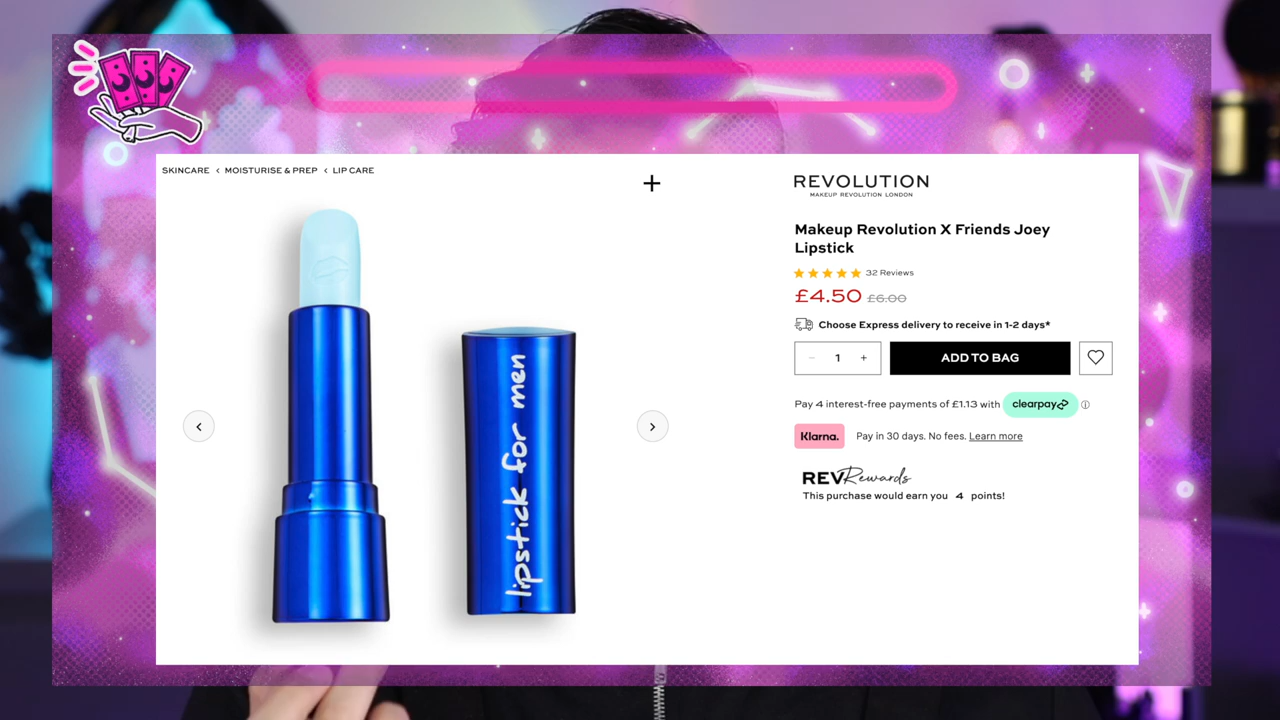 SKINCARE < MOISTURISE & PREP < LIP CARE
lipstick for men
REVOLUTION
MAKEUP REVOLUTION LONDON
Makeup Revolution X Friends Joey
Lipstick
32 Reviews
£4.50 £6.00
Choose Express delivery to receive in 1-2 days*
- 1 +
ADD TO BAG
Pay 4 interest-free payments of £1.13 with clearpay
Klarna. Pay in 30 days. No fees. Learn more
REVRewards
This purchase would earn you 4 points!